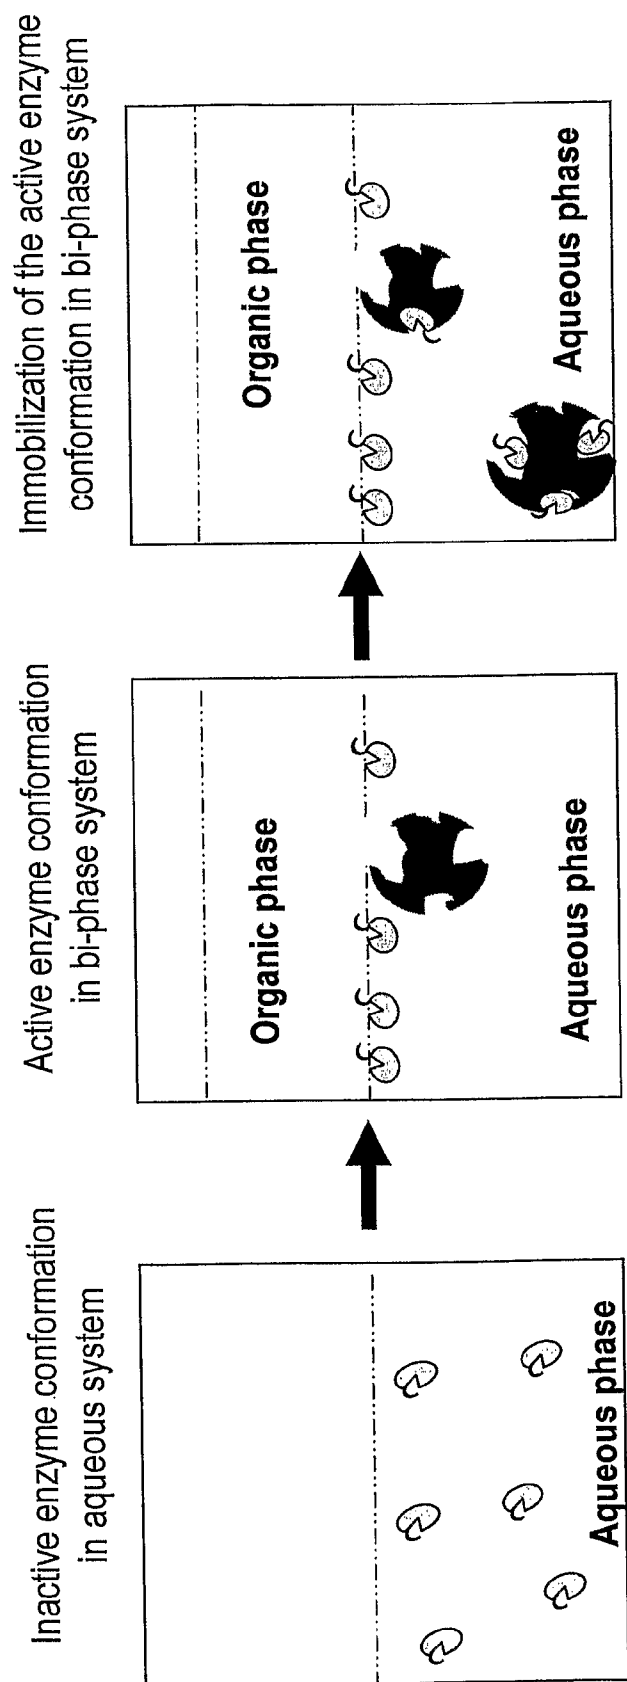 Inactive enzyme conformation
in aqueous system
Aqueous phase
Active enzyme conformation
in bi-phase system
Organic phase
Aqueous phase
Immobilization of the active enzyme
conformation in bi-phase system
Organic phase
Aqueous phase